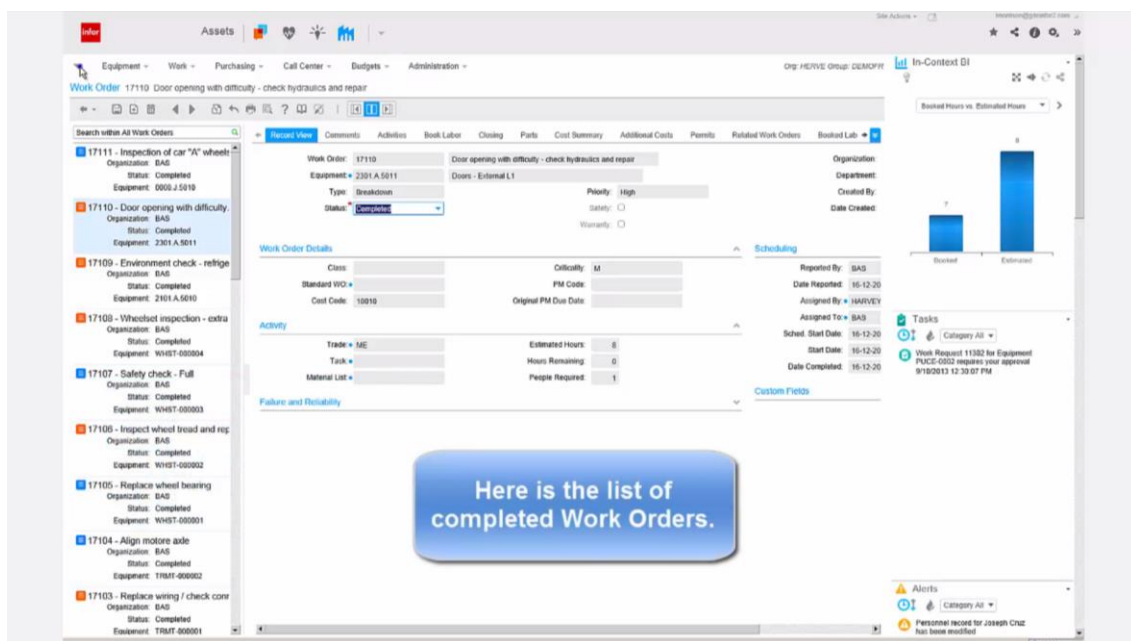 Site Actions
infor
Assets
Equipment Work Purchasing Call Center Budgets Administration
Org: HERVE Group:
Work Order 17110 Door opening with difficulty - check hydraulics and repair
Search within All Work Orders
Record View Comments Activities Book Labor Closing Parts Cost Summary Additional Costs Permits Related Work Orders Booked Lab
17111 - Inspection of car "A" wheels
Organization: BAS
Status: Completed
Equipment: 0000.J.5010
17110 - Door opening with difficulty,
Organization: BAS
Status: Completed
Equipment: 2301.A.5011
17109 - Environment check - refrige
Organization: BAS
Status: Completed
Equipment: 2101.A.5010
17108 - Wheelset inspection - extra
Organization: BAS
Status: Completed
Equipment: WHST-000004
17107 - Safety check - Full
Organization: BAS
Status: Completed
Equipment: WHST-000003
17106 - Inspect wheel tread and rep
Organization: BAS
Status: Completed
Equipment: WHST-000002
17105 - Replace wheel bearing
Organization: BAS
Status: Completed
Equipment: WHST-000001
17104 - Align motore axle
Organization: BAS
Status: Completed
Equipment: TRMT-000002
17103 - Replace wiring / check conr
Organization: BAS
Status: Completed
Equipment: TRMT-000001
Work Order: 17110 Door opening with difficulty - check hydraulics and repair
Equipment: 2301.A.5011 Doors - External L1
Type: Breakdown Priority: High
Status: Completed Safety:
Warranty:
Organization:
Department:
Created By:
Date Created:
Work Order Details
Class: Criticality: M
Standard WO: PM Code:
Cost Code: 10010 Original PM Due Date:
Activity
Trade: ME Estimated Hours: 8
Task: Hours Remaining: 0
Material List: People Required: 1
Failure and Reliability
Scheduling
Reported By: BAS
Date Reported: 16-12-20
Assigned By: HARVEY
Assigned To: BAS
Sched. Start Date: 16-12-20
Start Date: 16-12-20
Date Completed: 16-12-20
Custom Fields
Here is the list of
completed Work Orders.
In-Context BI
Booked Hours vs. Estimated Hours
8
7
Booked Estimated
Tasks
Category All
Work Request 11302 for Equipment
PUCE-0002 requires your approval
9/10/2013 12:30:07 PM
Alerts
Category All
Personnel record for Joseph Cruz
has been modified